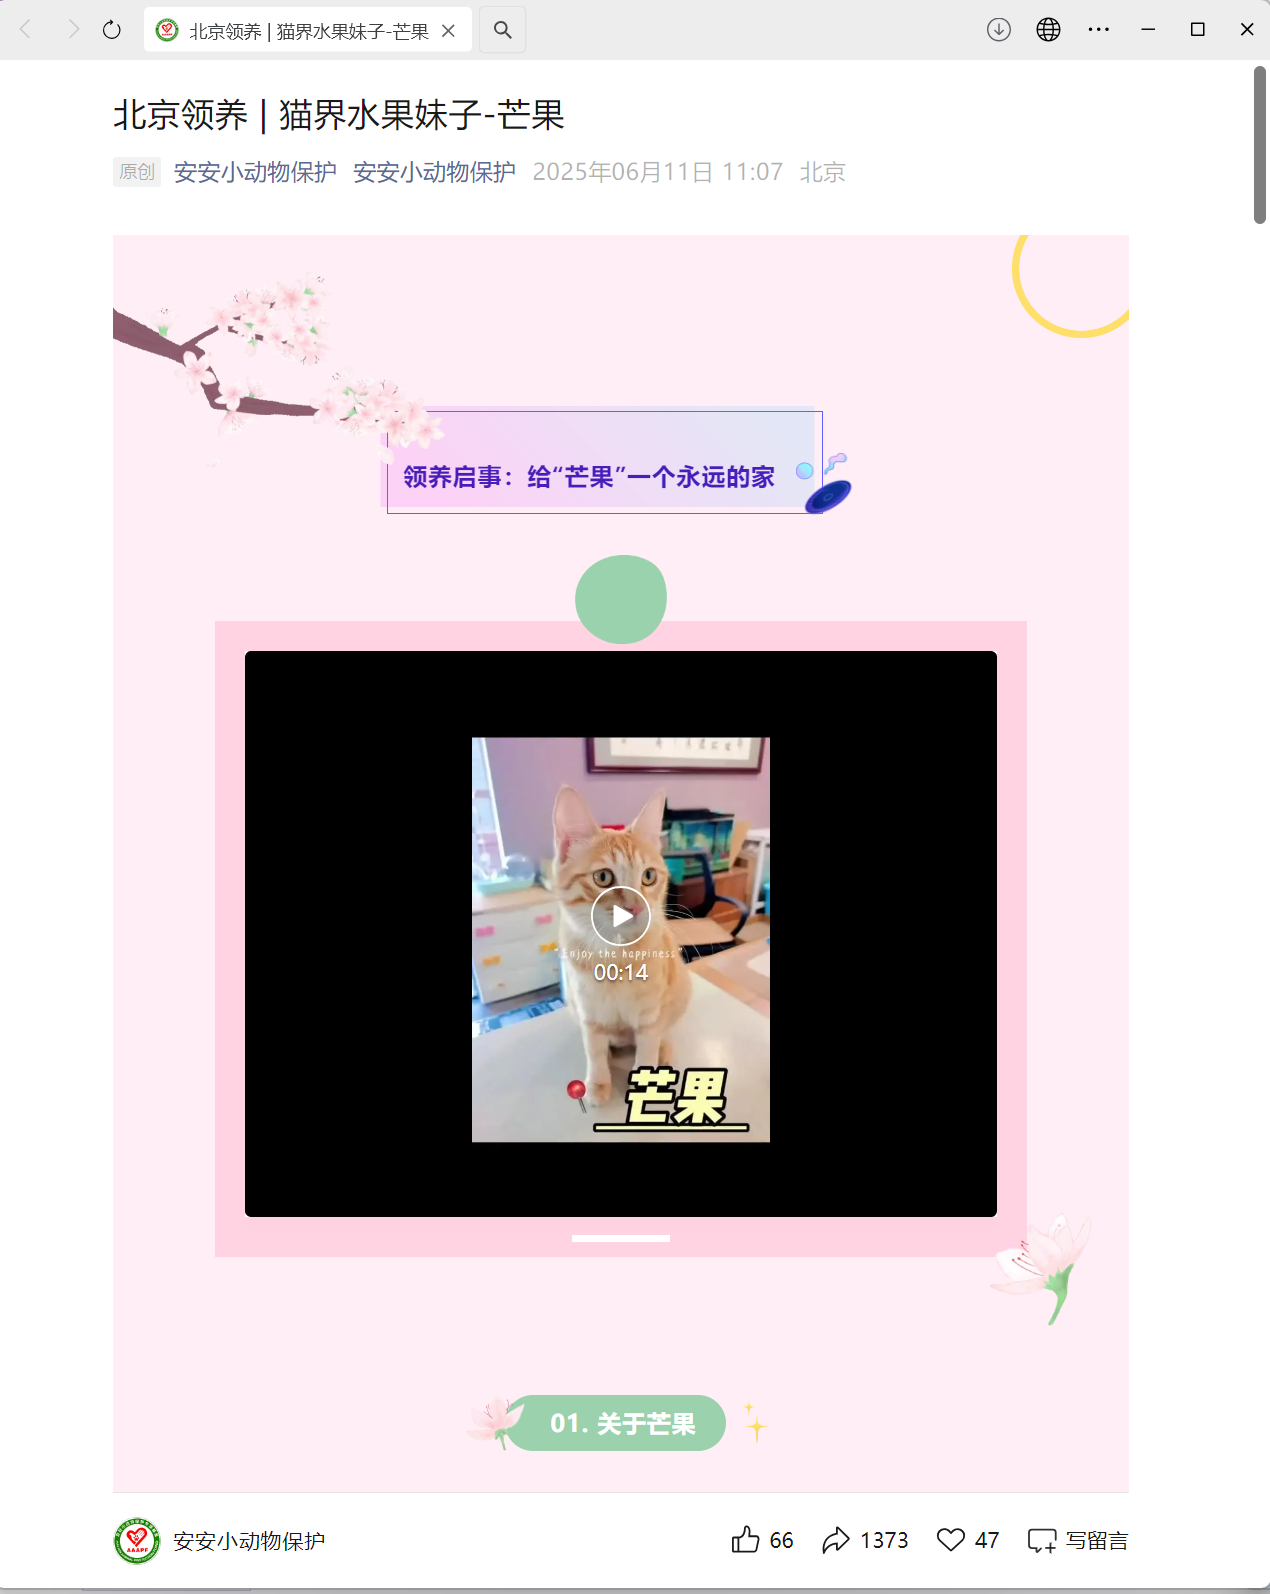 北京领养 | 猫界水果妹子-芒果
北京领养 | 猫界水果妹子-芒果
原创 安安小动物保护 安安小动物保护 2025年06月11日 11:07 北京
领养启事：给“芒果”一个永远的家
"Enjoy the happiness"
00:14
芒果
01. 关于芒果
AAAPF
安安小动物保护 66 1373 47 写留言